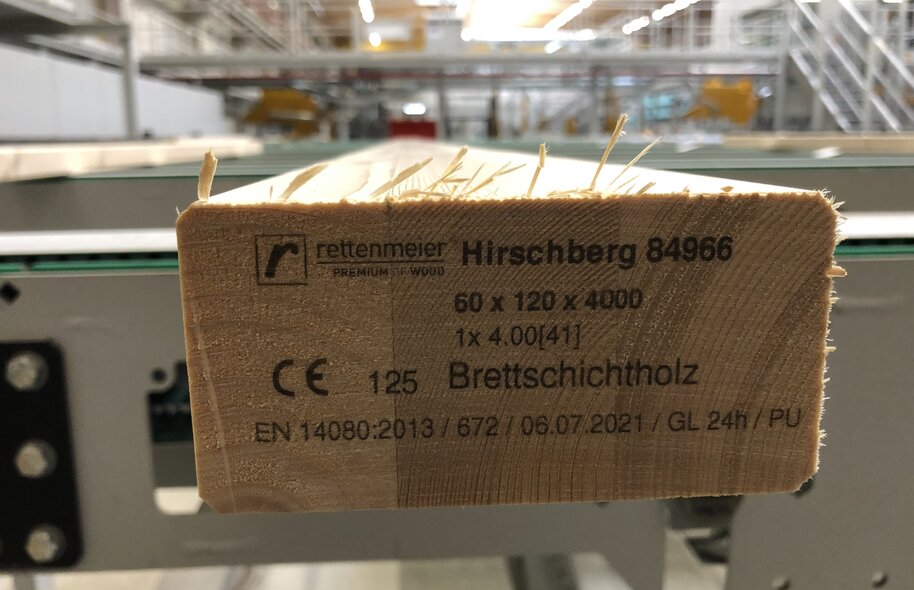 rettenmeier Hirschberg 84966
PREMIUM OF WOOD
60 x 120 x 4000
1x 4.00[41]
CE 125 Brettschichtholz
EN 14080:2013 / 672 / 06.07.2021 / GL 24h / PU